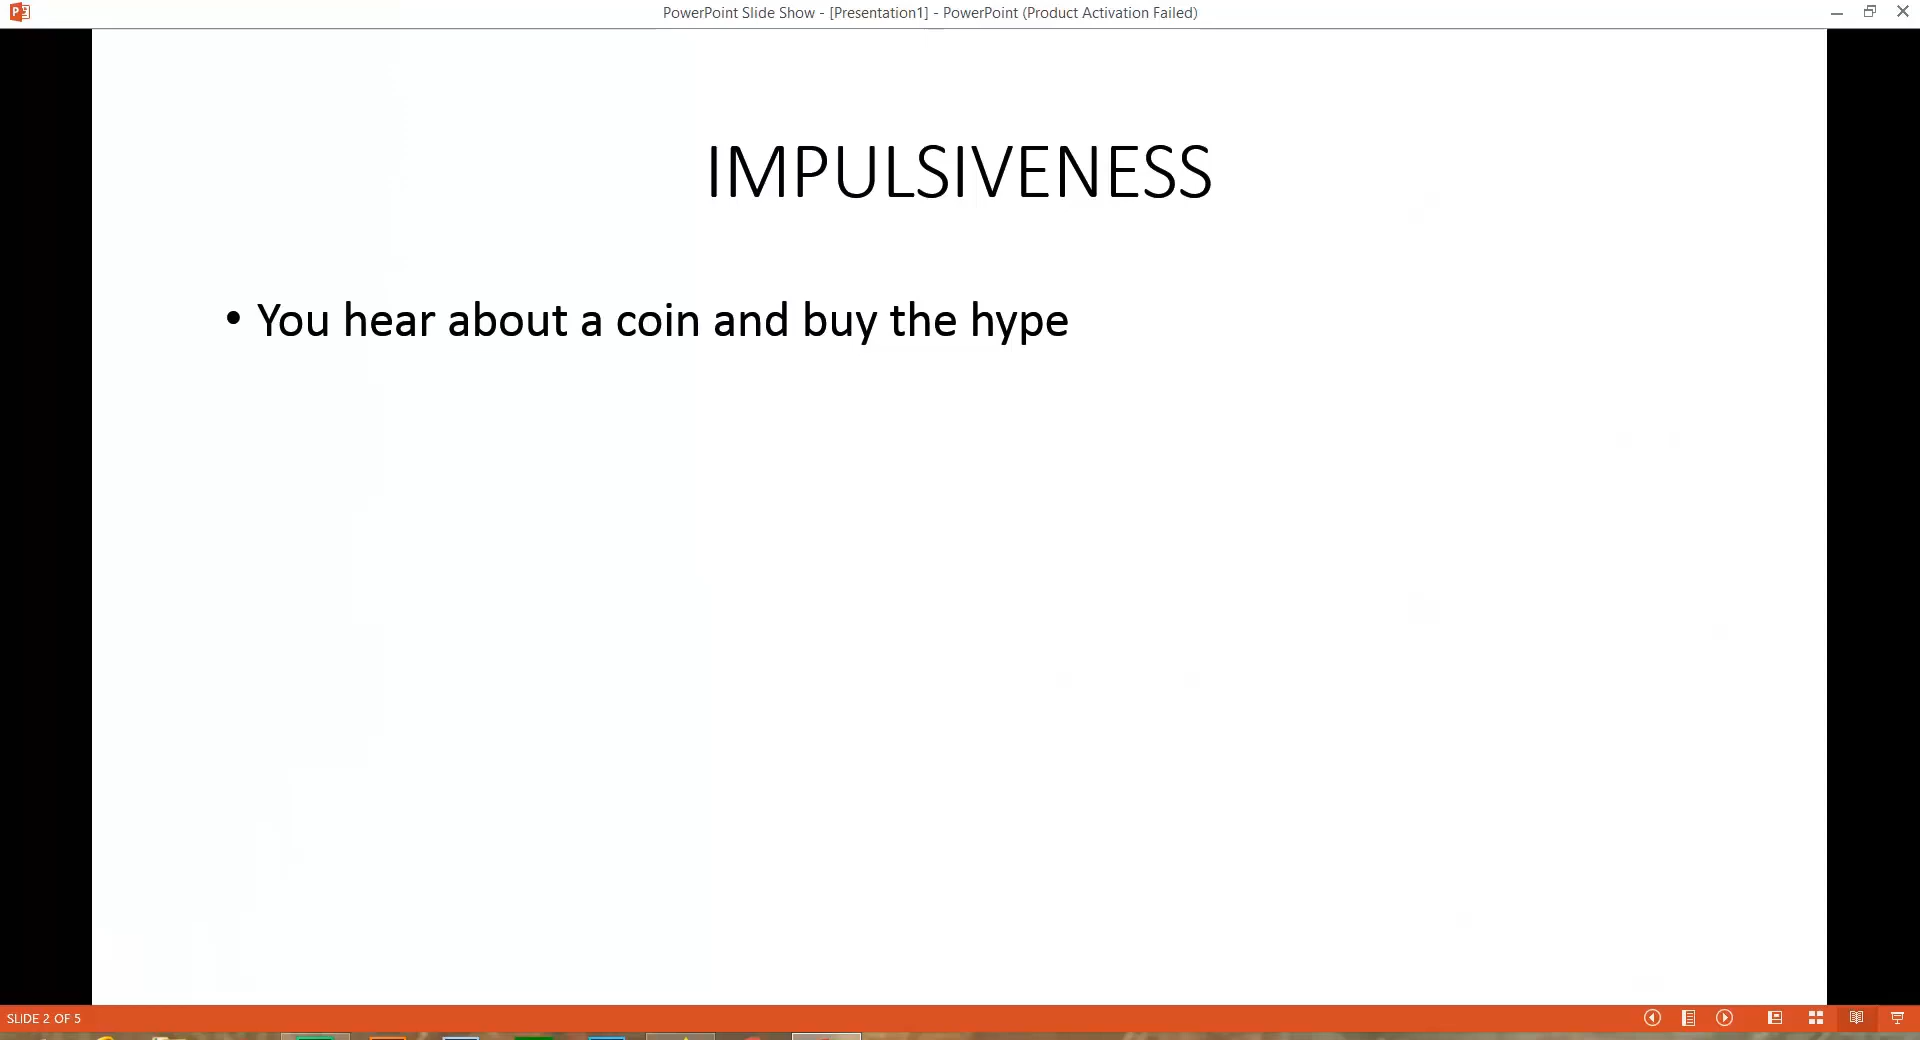 PowerPoint Slide Show - [Presentation1] - PowerPoint (Product Activation Failed)
IMPULSIVENESS
• You hear about a coin and buy the hype
SLIDE 2 OF 5